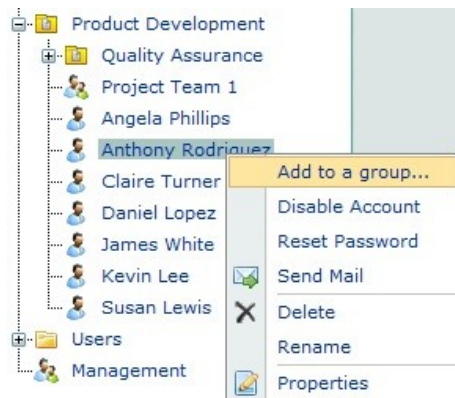 Product Development
Quality Assurance
Project Team 1
Angela Phillips
Anthony Rodriguez
Claire Turner
Daniel Lopez
James White
Kevin Lee
Susan Lewis
Users
Management
Add to a group...
Disable Account
Reset Password
Send Mail
Delete
Rename
Properties